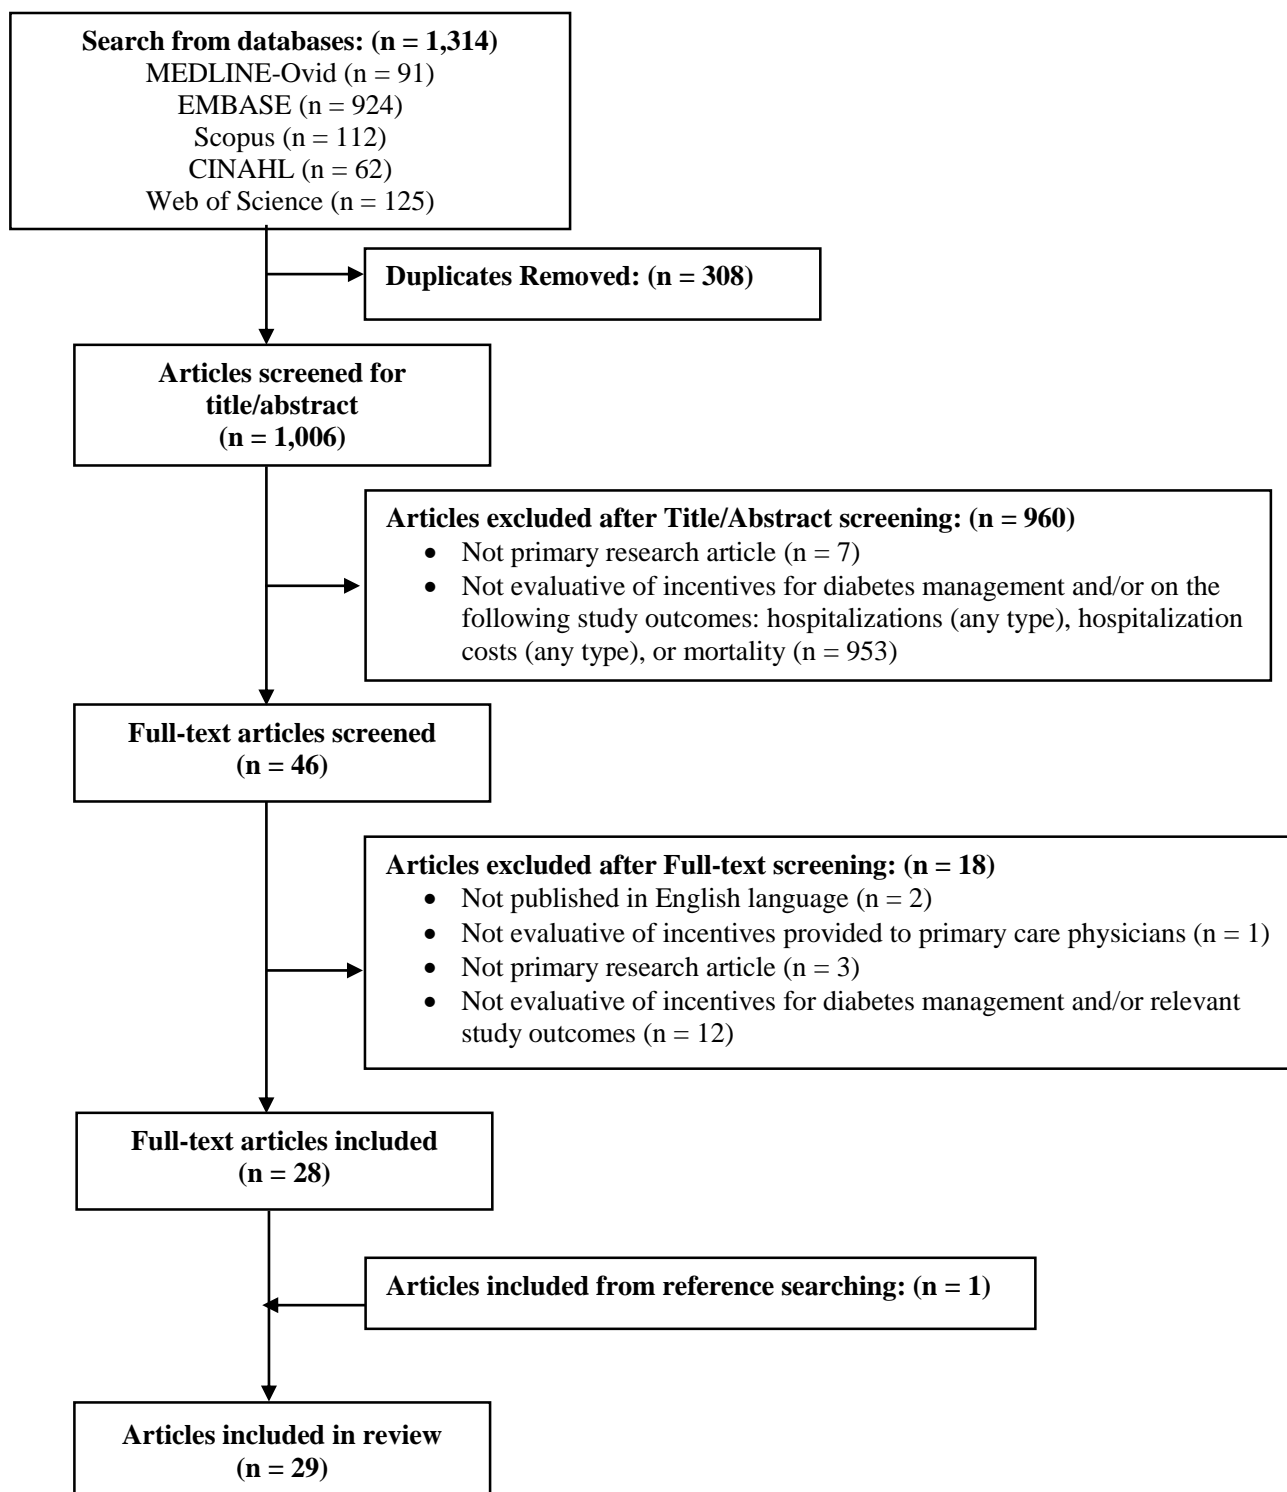 Search from databases: (n = 1,314)
MEDLINE-Ovid (n = 91)
EMBASE (n = 924)
Scopus (n = 112)
CINAHL (n = 62)
Web of Science (n = 125)
Duplicates Removed: (n = 308)
Articles screened for
title/abstract
(n = 1,006)
Articles excluded after Title/Abstract screening: (n = 960)
• Not primary research article (n = 7)
• Not evaluative of incentives for diabetes management and/or on the
following study outcomes: hospitalizations (any type), hospitalization
costs (any type), or mortality (n = 953)
Full-text articles screened
(n = 46)
Articles excluded after Full-text screening: (n = 18)
• Not published in English language (n = 2)
• Not evaluative of incentives provided to primary care physicians (n = 1)
• Not primary research article (n = 3)
• Not evaluative of incentives for diabetes management and/or relevant
study outcomes (n = 12)
Full-text articles included
(n = 28)
Articles included from reference searching: (n = 1)
Articles included in review
(n = 29)